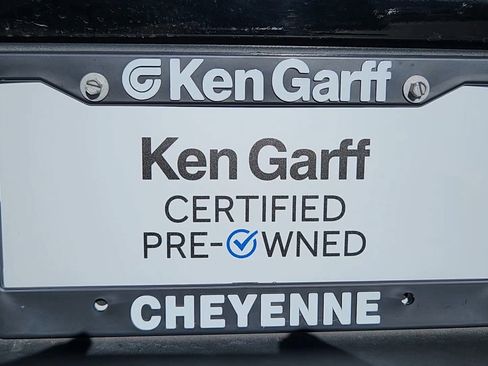 Ken Garff
Ken Garff
CERTIFIED
PRE-OWNED
CHEYENNE